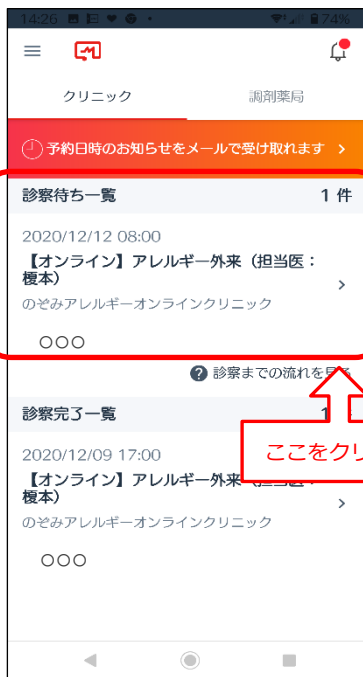 14:26
74%
クリニック
調剤薬局
予約日時のお知らせをメールで受け取れます
診察待ち一覧
1 件
2020/12/12 08:00
【オンライン】アレルギー外来（担当医：
榎本）
のぞみアレルギーオンラインクリニック
○○○
診察までの流れを見る
診察完了一覧
1
ここをクリ
2020/12/09 17:00
【オンライン】アレルギー外来（担当医：
榎本）
のぞみアレルギーオンラインクリニック
○○○